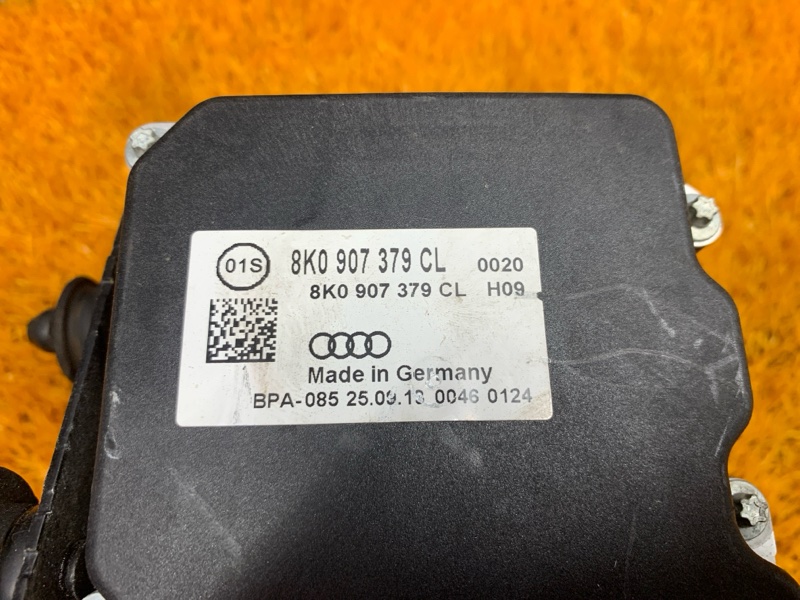 01S 8K0 907 379 CL 0020
8K0 907 379 CL H09
Made in Germany
BPA-085 25.09.13 0046 0124